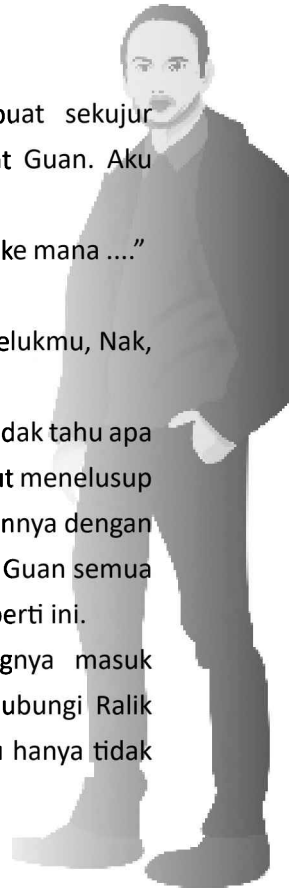 buat sekujur
Guan. Aku
ke mana ....”
elukmu, Nak,
dak tahu apa
menelusup
nnya dengan
Guan semua
perti ini.
gnya masuk
ubungi Ralik
hanya tidak